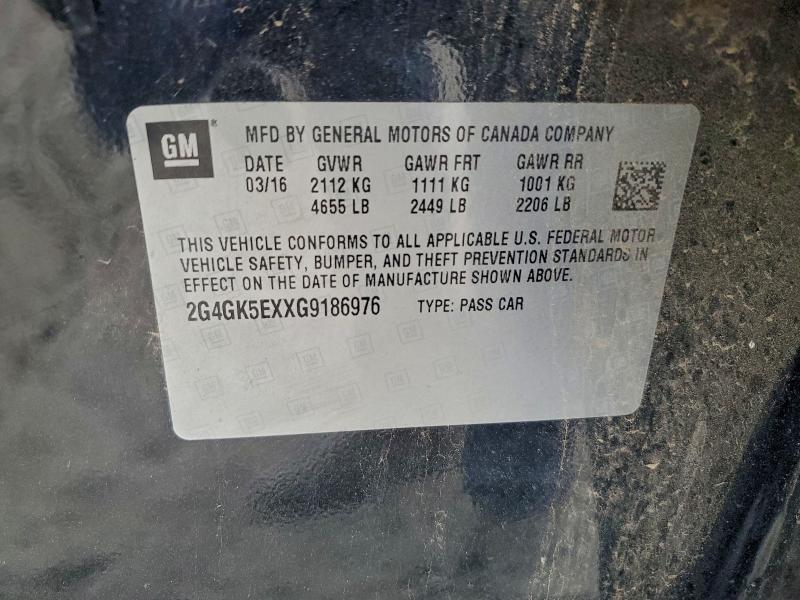 GM
MFD BY GENERAL MOTORS OF CANADA COMPANY
DATE GVWR GAWR FRT GAWR RR
03/16 2112 KG 1111 KG 1001 KG
4655 LB 2449 LB 2206 LB
THIS VEHICLE CONFORMS TO ALL APPLICABLE U.S. FEDERAL MOTOR
VEHICLE SAFETY, BUMPER, AND THEFT PREVENTION STANDARDS IN
EFFECT ON THE DATE OF MANUFACTURE SHOWN ABOVE.
2G4GK5EXXG9186976 TYPE: PASS CAR